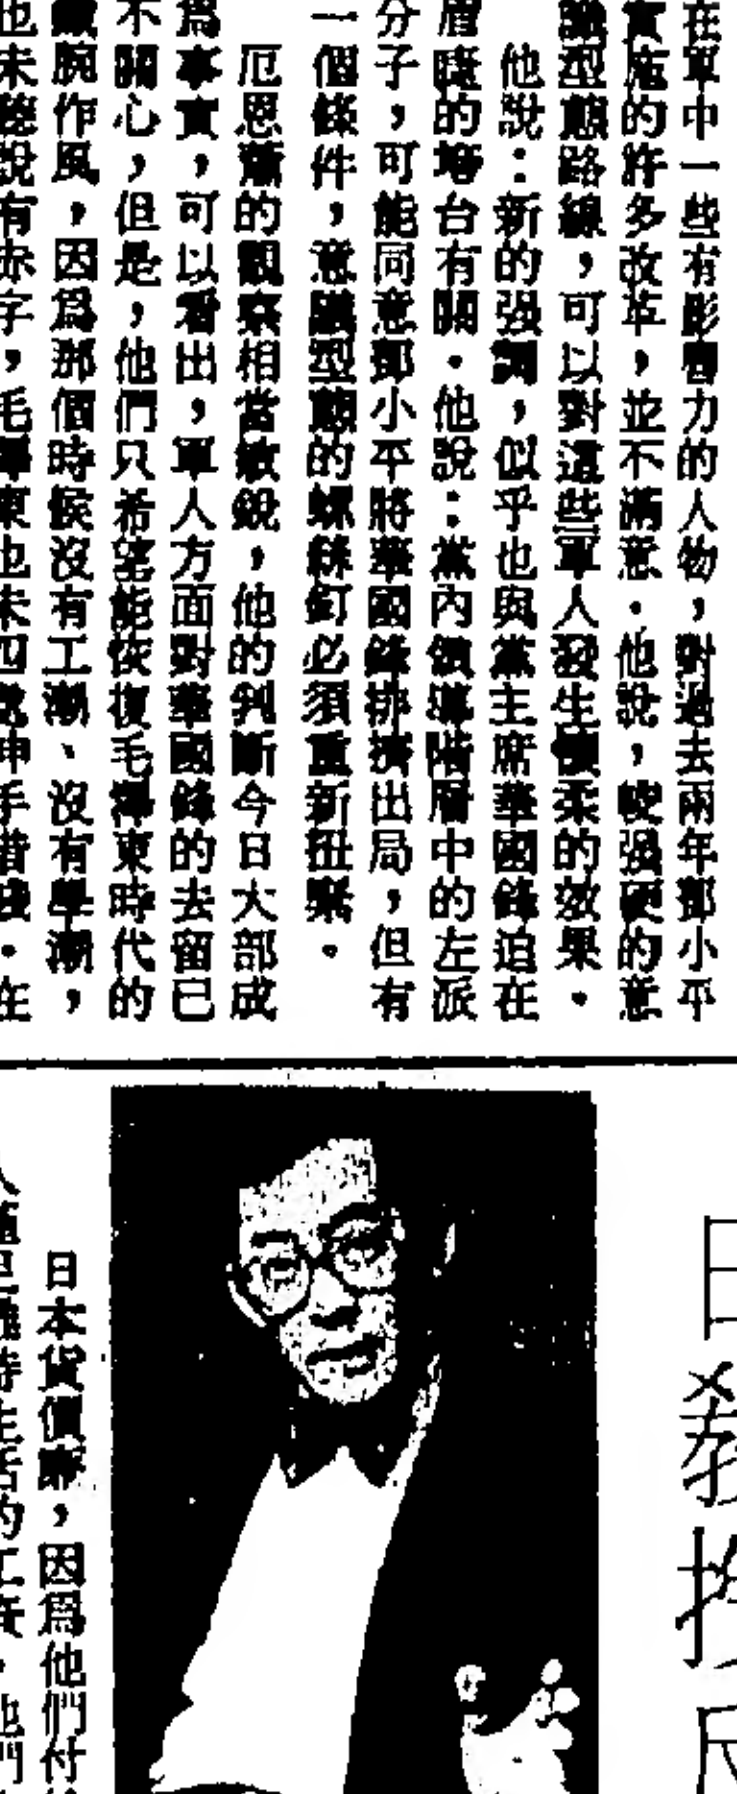 在軍中一些有影響力的人物，對過去兩年鄧小平
實施的許多改革，並不滿意．他說，較强硬的意
識型態路線，可以對這些軍人發生懷柔的效果．
他說：新的强調，似乎也與黨主席華國鋒迫在
眉睫的垮台有關．他說：黨內領導階層中的左派
分子，可能同意鄧小平將華國鋒排擠出局，但有
一個條件，意識型態的螺絲釘必須重新扭緊．
厄恩蕭的觀察相當敏銳，他的判斷今日大部成
爲事實，可以看出，軍人方面對華國鋒的去留已
不關心，但是，他們只希望能恢復毛澤東時代的
鐵腕作風，因爲那個時候沒有工潮、沒有學潮，
也未聽說有赤字，毛澤東也未四處伸手借錢．在
日教授
日本貨價廉，因爲他們付